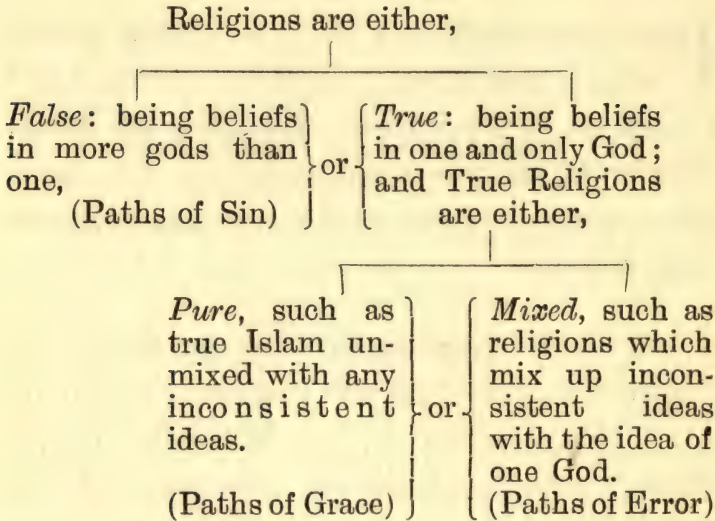 Religions are either,
False: being beliefs
in more gods than
one,
(Paths of Sin)
or
True: being beliefs
in one and only God;
and True Religions
are either,
Pure, such as
true Islam un-
mixed with any
inconsistent
ideas.
(Paths of Grace)
or
Mixed, such as
religions which
mix up incon-
sistent ideas
with the idea of
one God.
(Paths of Error)